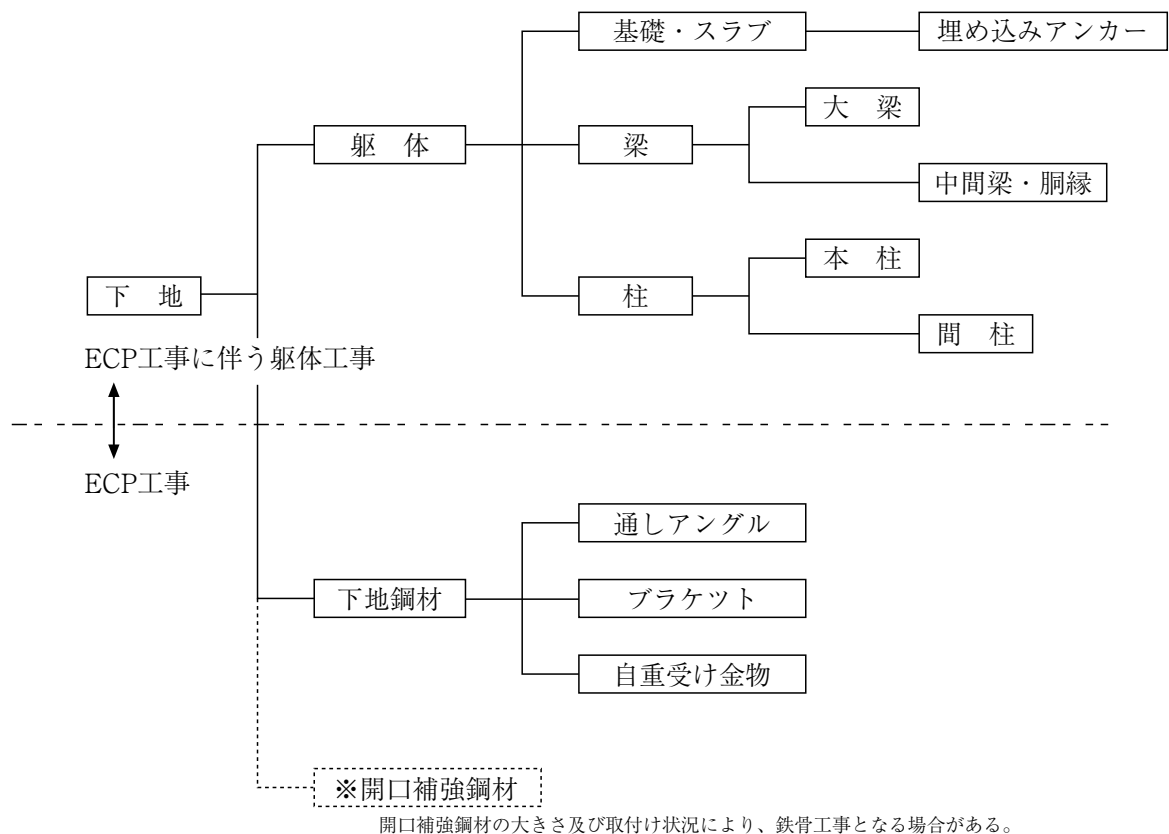 基礎・スラブ
埋め込みアンカー
大　梁
躯　体
梁
中間梁・胴縁
本　柱
下　地
柱
間　柱
ECP工事に伴う躯体工事
ECP工事
通しアングル
下地鋼材
ブラケツト
自重受け金物
※開口補強鋼材
開口補強鋼材の大きさ及び取付け状況により、鉄骨工事となる場合がある。